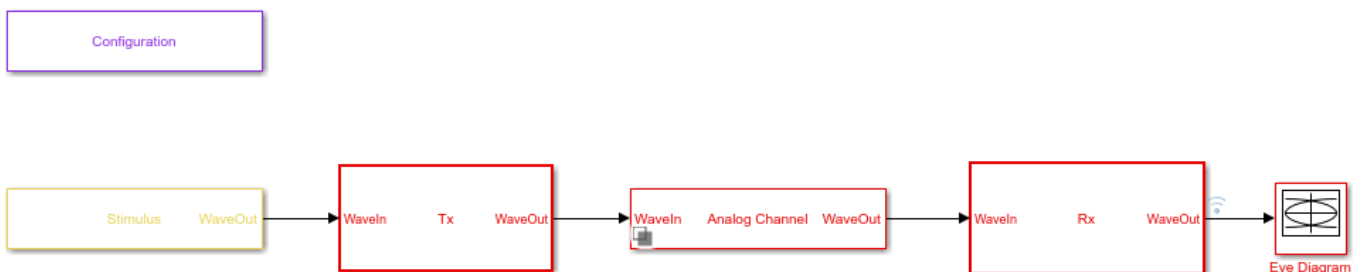 Configuration
Stimulus WaveOut
WaveIn Tx WaveOut
WaveIn Analog Channel WaveOut
WaveIn Rx WaveOut
Eye Diagram